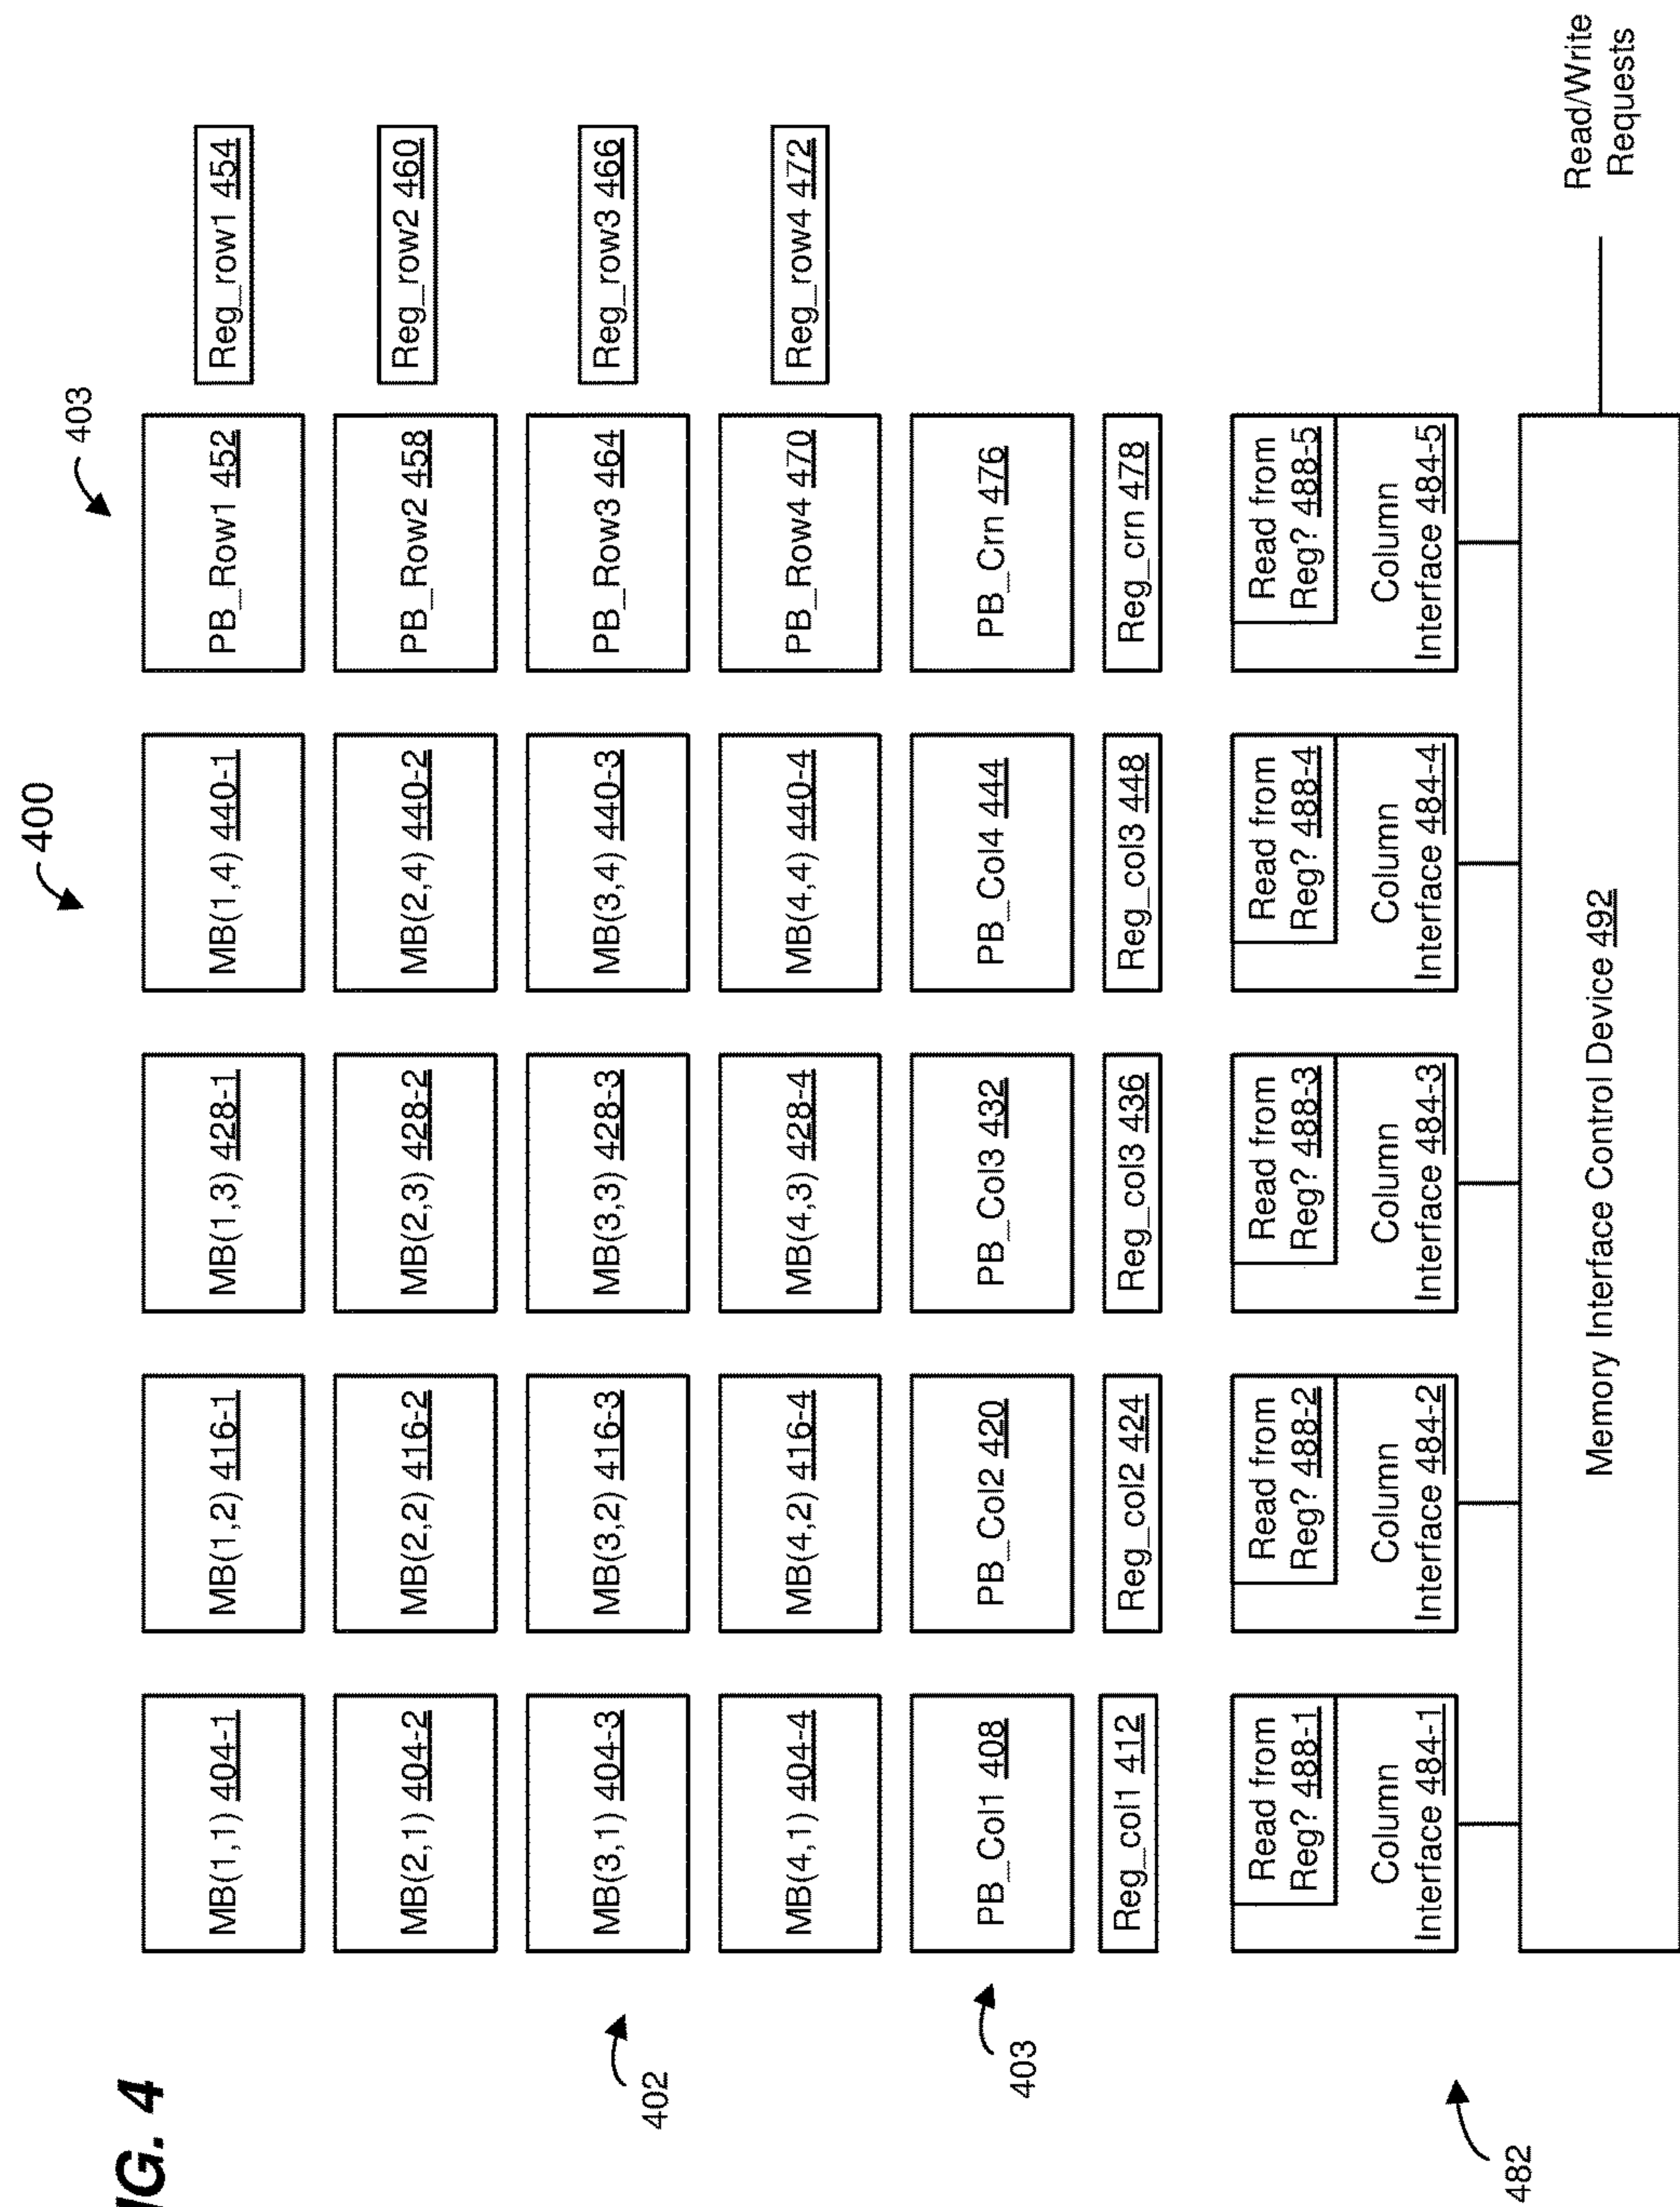 IG. 4
400
403
MB(1,1) 404-1
MB(1,2) 416-1
MB(1,3) 428-1
MB(1,4) 440-1
PB_Row1 452
Reg_row1 454
MB(2,1) 404-2
MB(2,2) 416-2
MB(2,3) 428-2
MB(2,4) 440-2
PB_Row2 458
Reg_row2 460
402
MB(3,1) 404-3
MB(3,2) 416-3
MB(3,3) 428-3
MB(3,4) 440-3
PB_Row3 464
Reg_row3 466
MB(4,1) 404-4
MB(4,2) 416-4
MB(4,3) 428-4
MB(4,4) 440-4
PB_Row4 470
Reg_row4 472
403
PB_Col1 408
PB_Col2 420
PB_Col3 432
PB_Col4 444
PB_Crn 476
Reg_col1 412
Reg_col2 424
Reg_col3 436
Reg_col3 448
Reg_crn 478
482
Read from
Reg? 488-1
Column
Interface 484-1
Read from
Reg? 488-2
Column
Interface 484-2
Read from
Reg? 488-3
Column
Interface 484-3
Read from
Reg? 488-4
Column
Interface 484-4
Read from
Reg? 488-5
Column
Interface 484-5
Memory Interface Control Device 492
Read/Write
Requests